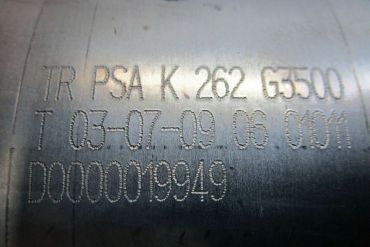 TR PSA K 262 G3500
T 03-07-09 06 01011
D0000019949